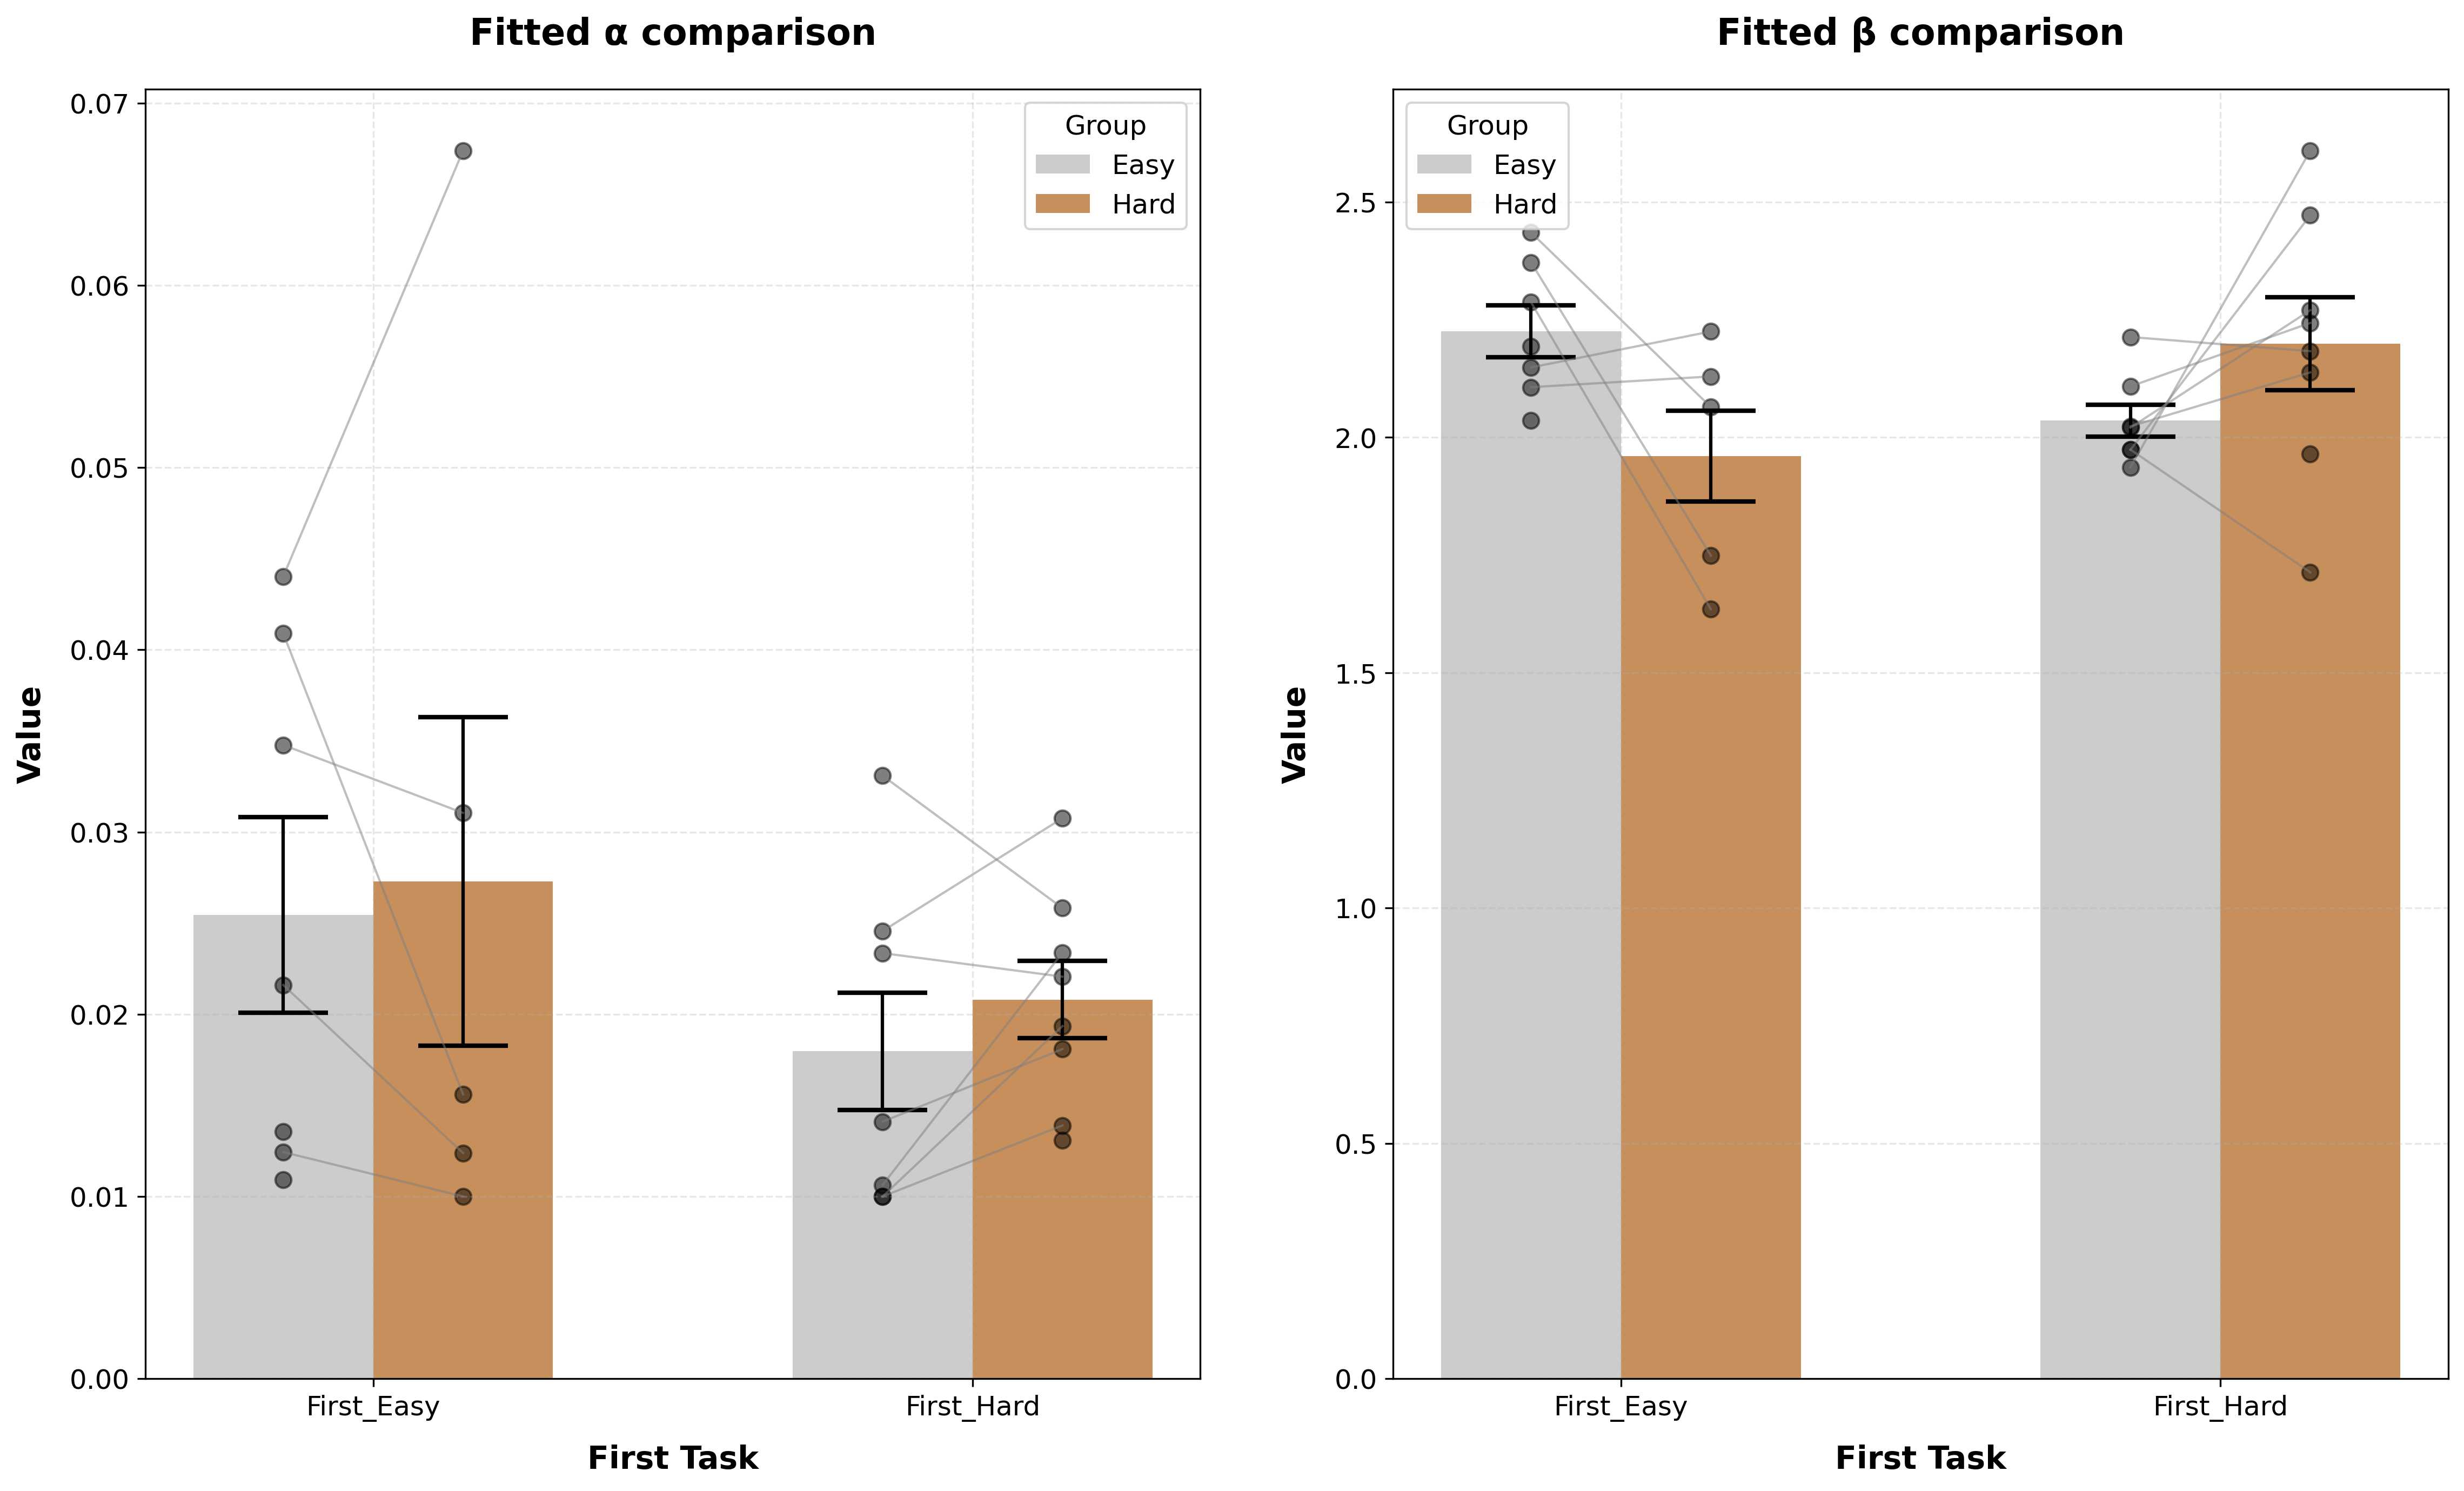 Fitted α comparison
Value
0.07
0.06
0.05
0.04
0.03
0.02
0.01
0.00
Group
Easy
Hard
First_Easy
First_Hard
First Task
Fitted β comparison
Value
2.5
2.0
1.5
1.0
0.5
0.0
Group
Easy
Hard
First_Easy
First_Hard
First Task